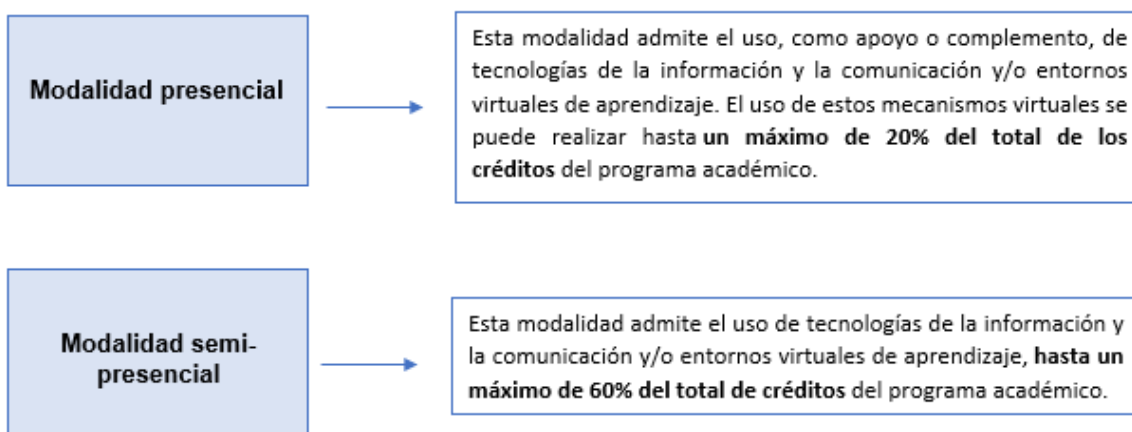 Modalidad presencial
Esta modalidad admite el uso, como apoyo o complemento, de
tecnologías de la información y la comunicación y/o entornos
virtuales de aprendizaje. El uso de estos mecanismos virtuales se
puede realizar hasta un máximo de 20% del total de los
créditos del programa académico.
Modalidad semi-
presencial
Esta modalidad admite el uso de tecnologías de la información y
la comunicación y/o entornos virtuales de aprendizaje, hasta un
máximo de 60% del total de créditos del programa académico.